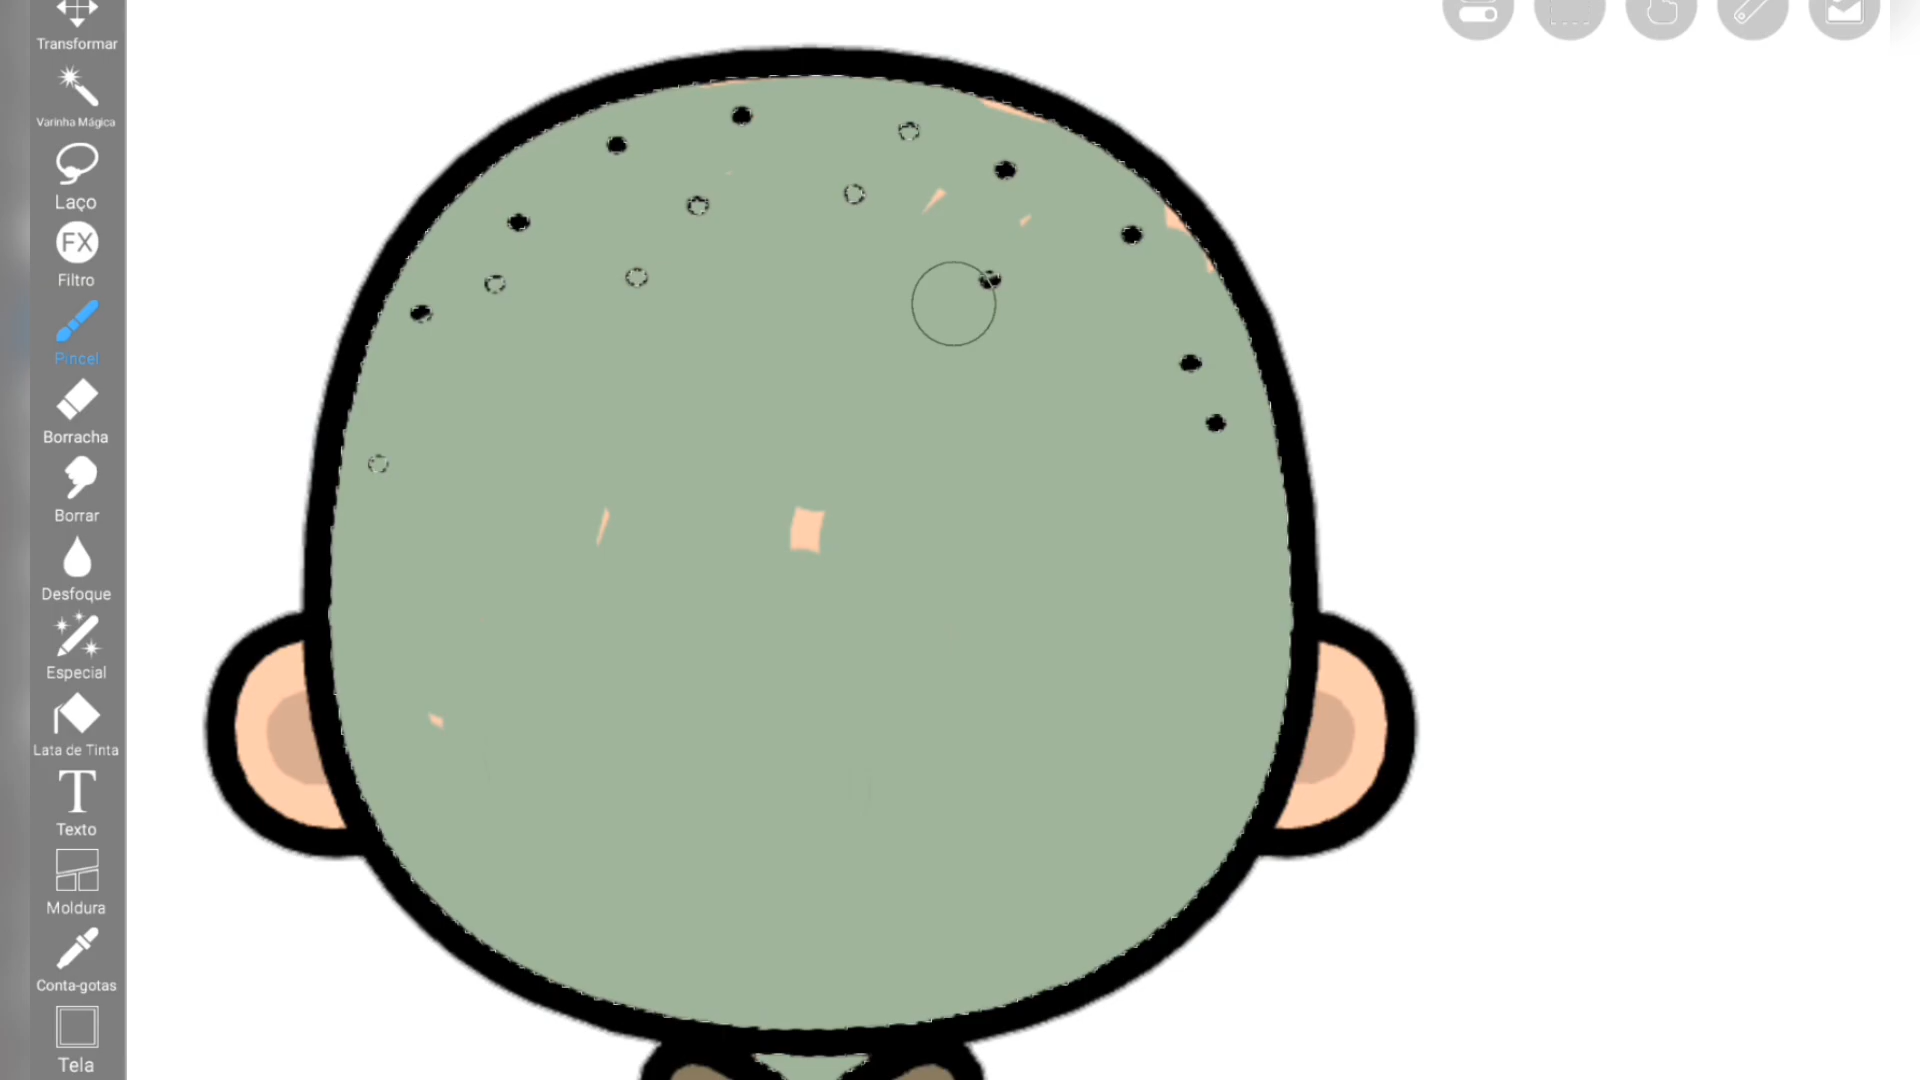 Transformar
Varinha Mágica
Laço
FX
Filtro
Pincel
Borracha
Borrar
Desfoque
Especial
Lata de Tinta
T
Texto
Moldura
Conta-gotas
Tela